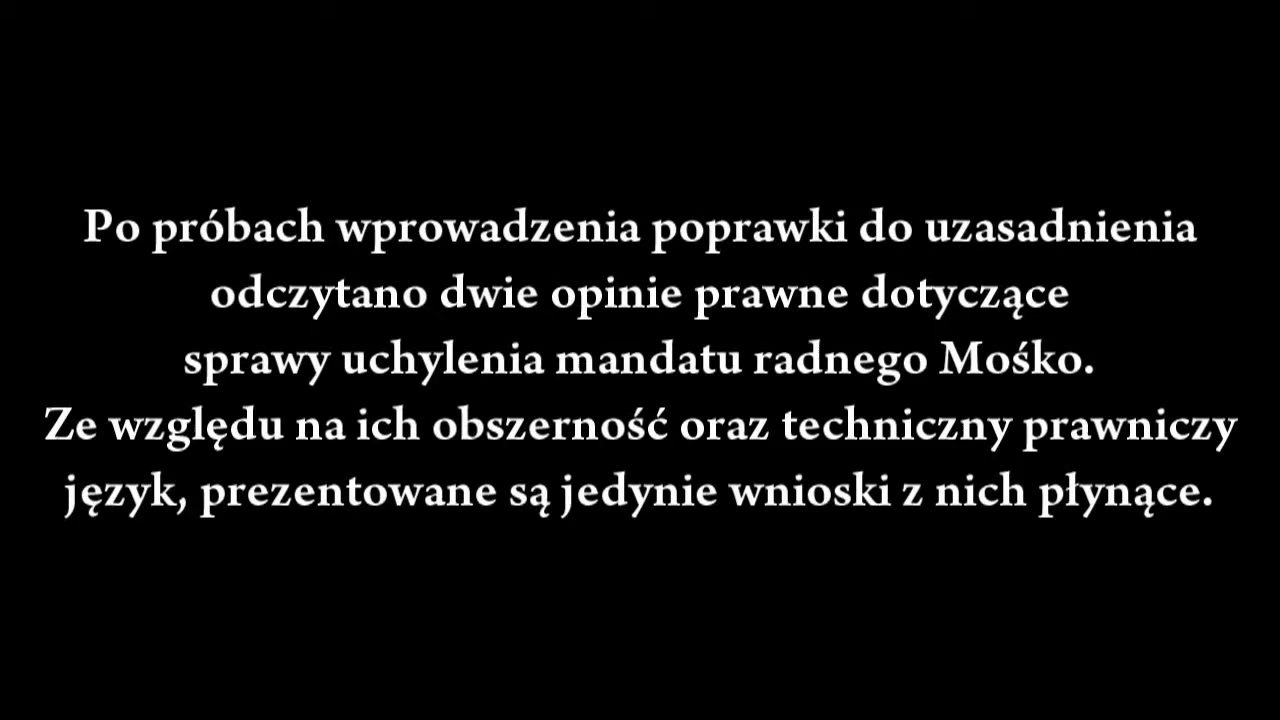 Po próbach wprowadzenia poprawki do uzasadnienia
odczytano dwie opinie prawne dotyczące
sprawy uchylenia mandatu radnego Mośko.
Ze względu na ich obszerność oraz techniczny prawniczy
język, prezentowane są jedynie wnioski z nich płynące.